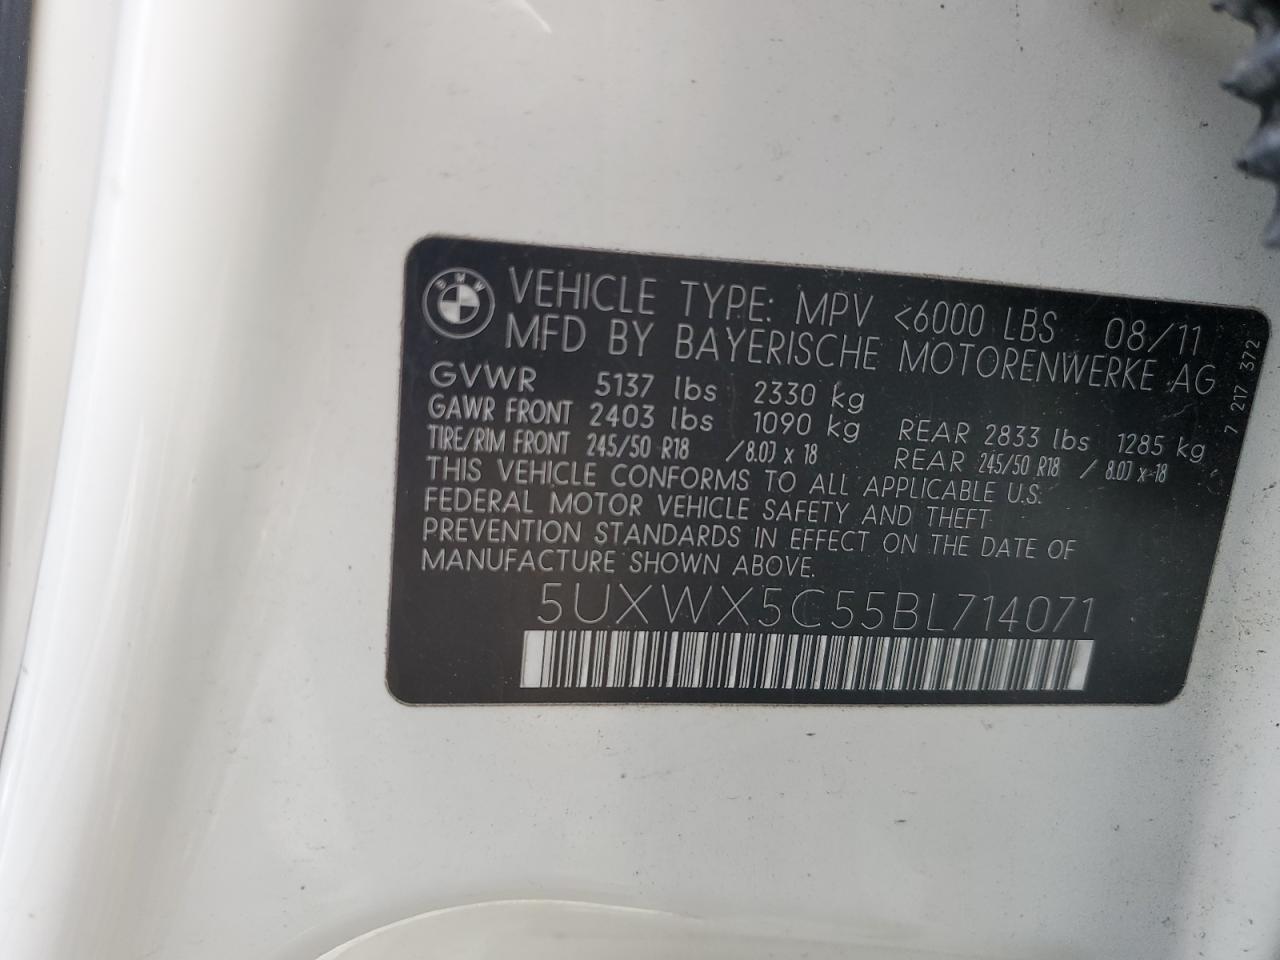 BMW
VEHICLE TYPE: MPV <6000 LBS 08/11
MFD BY BAYERISCHE MOTORENWERKE AG
GVWR 5137 lbs 2330 kg
GAWR FRONT 2403 lbs 1090 kg REAR 2833 lbs 1285 kg
TIRE/RIM FRONT 245/50 R18 / 8.0J x 18 REAR 245/50 R18 / 8.0J x 18
THIS VEHICLE CONFORMS TO ALL APPLICABLE U.S.
FEDERAL MOTOR VEHICLE SAFETY AND THEFT
PREVENTION STANDARDS IN EFFECT ON THE DATE OF
MANUFACTURE SHOWN ABOVE.
5UXWX5C55BL714071
7 217 372